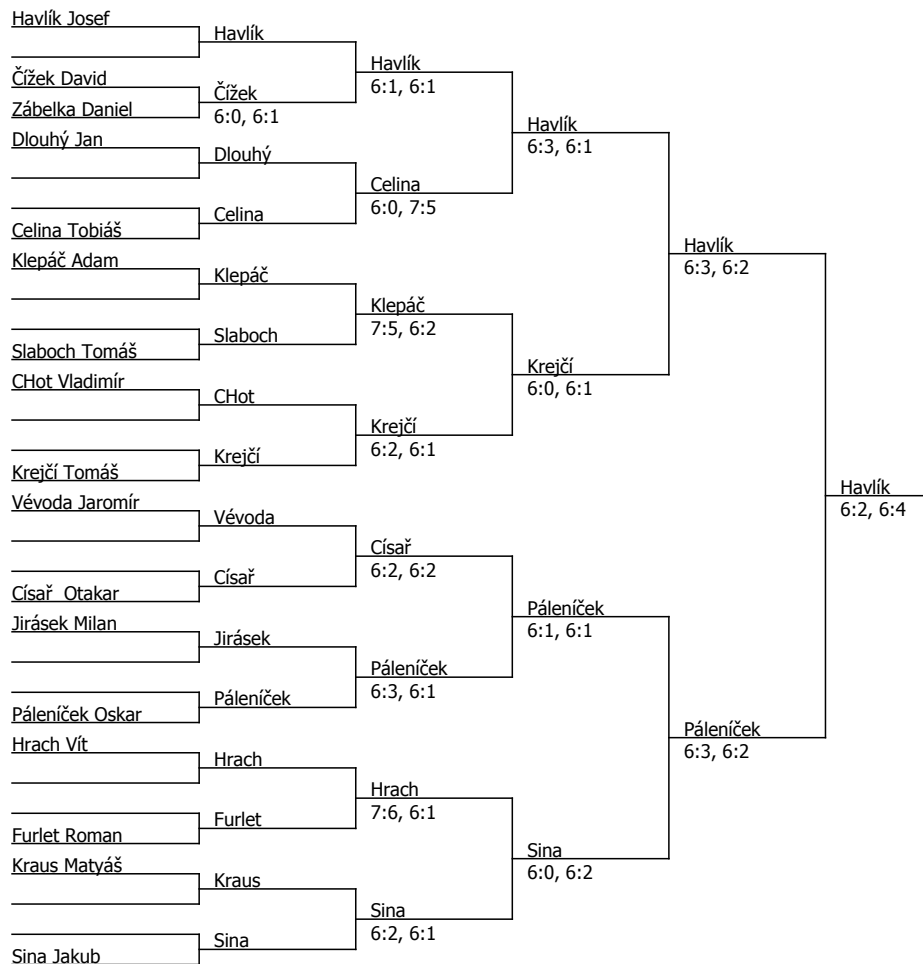 Havlík Josef
Čížek David
Zábelka Daniel
Dlouhý Jan
Celina Tobiáš
Klepáč Adam
Slaboch Tomáš
CHot Vladimír
Krejčí Tomáš
Vévoda Jaromír
Císař  Otakar
Jirásek Milan
Páleníček Oskar
Hrach Vít
Furlet Roman
Kraus Matyáš
Sina Jakub
Havlík
Čížek
6:0, 6:1
Dlouhý
Celina
Klepáč
Slaboch
CHot
Krejčí
Vévoda
Císař
Jirásek
Páleníček
Hrach
Furlet
Kraus
Sina
Havlík
6:1, 6:1
Celina
6:0, 7:5
Klepáč
7:5, 6:2
Krejčí
6:2, 6:1
Císař
6:2, 6:2
Páleníček
6:3, 6:1
Hrach
7:6, 6:1
Sina
6:2, 6:1
Havlík
6:3, 6:1
Krejčí
6:0, 6:1
Páleníček
6:1, 6:1
Sina
6:0, 6:2
Havlík
6:3, 6:2
Páleníček
6:3, 6:2
Havlík
6:2, 6:4